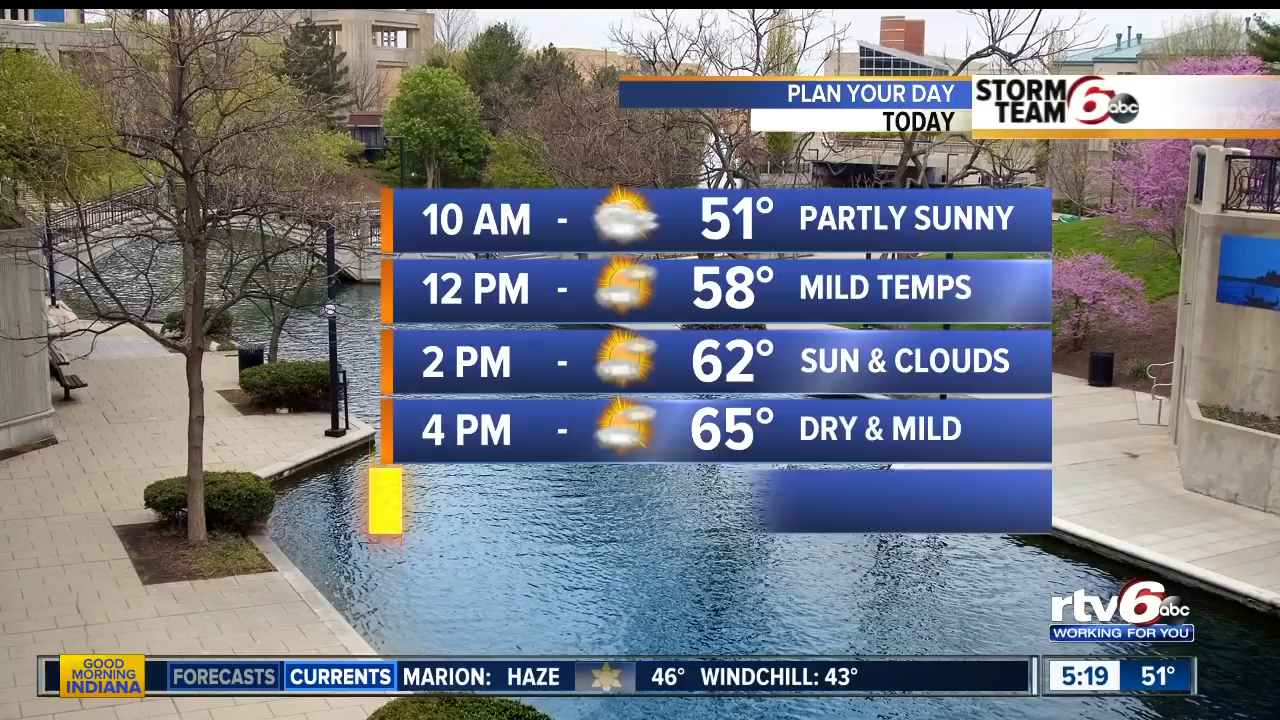 PLAN YOUR DAY
TODAY
STORM TEAM 6 abc
10 AM - 51° PARTLY SUNNY
12 PM - 58° MILD TEMPS
2 PM - 62° SUN & CLOUDS
4 PM - 65° DRY & MILD
rtv6 abc
WORKING FOR YOU
GOOD MORNING INDIANA
FORECASTS CURRENTS MARION: HAZE 46° WINDCHILL: 43° 5:19 51°